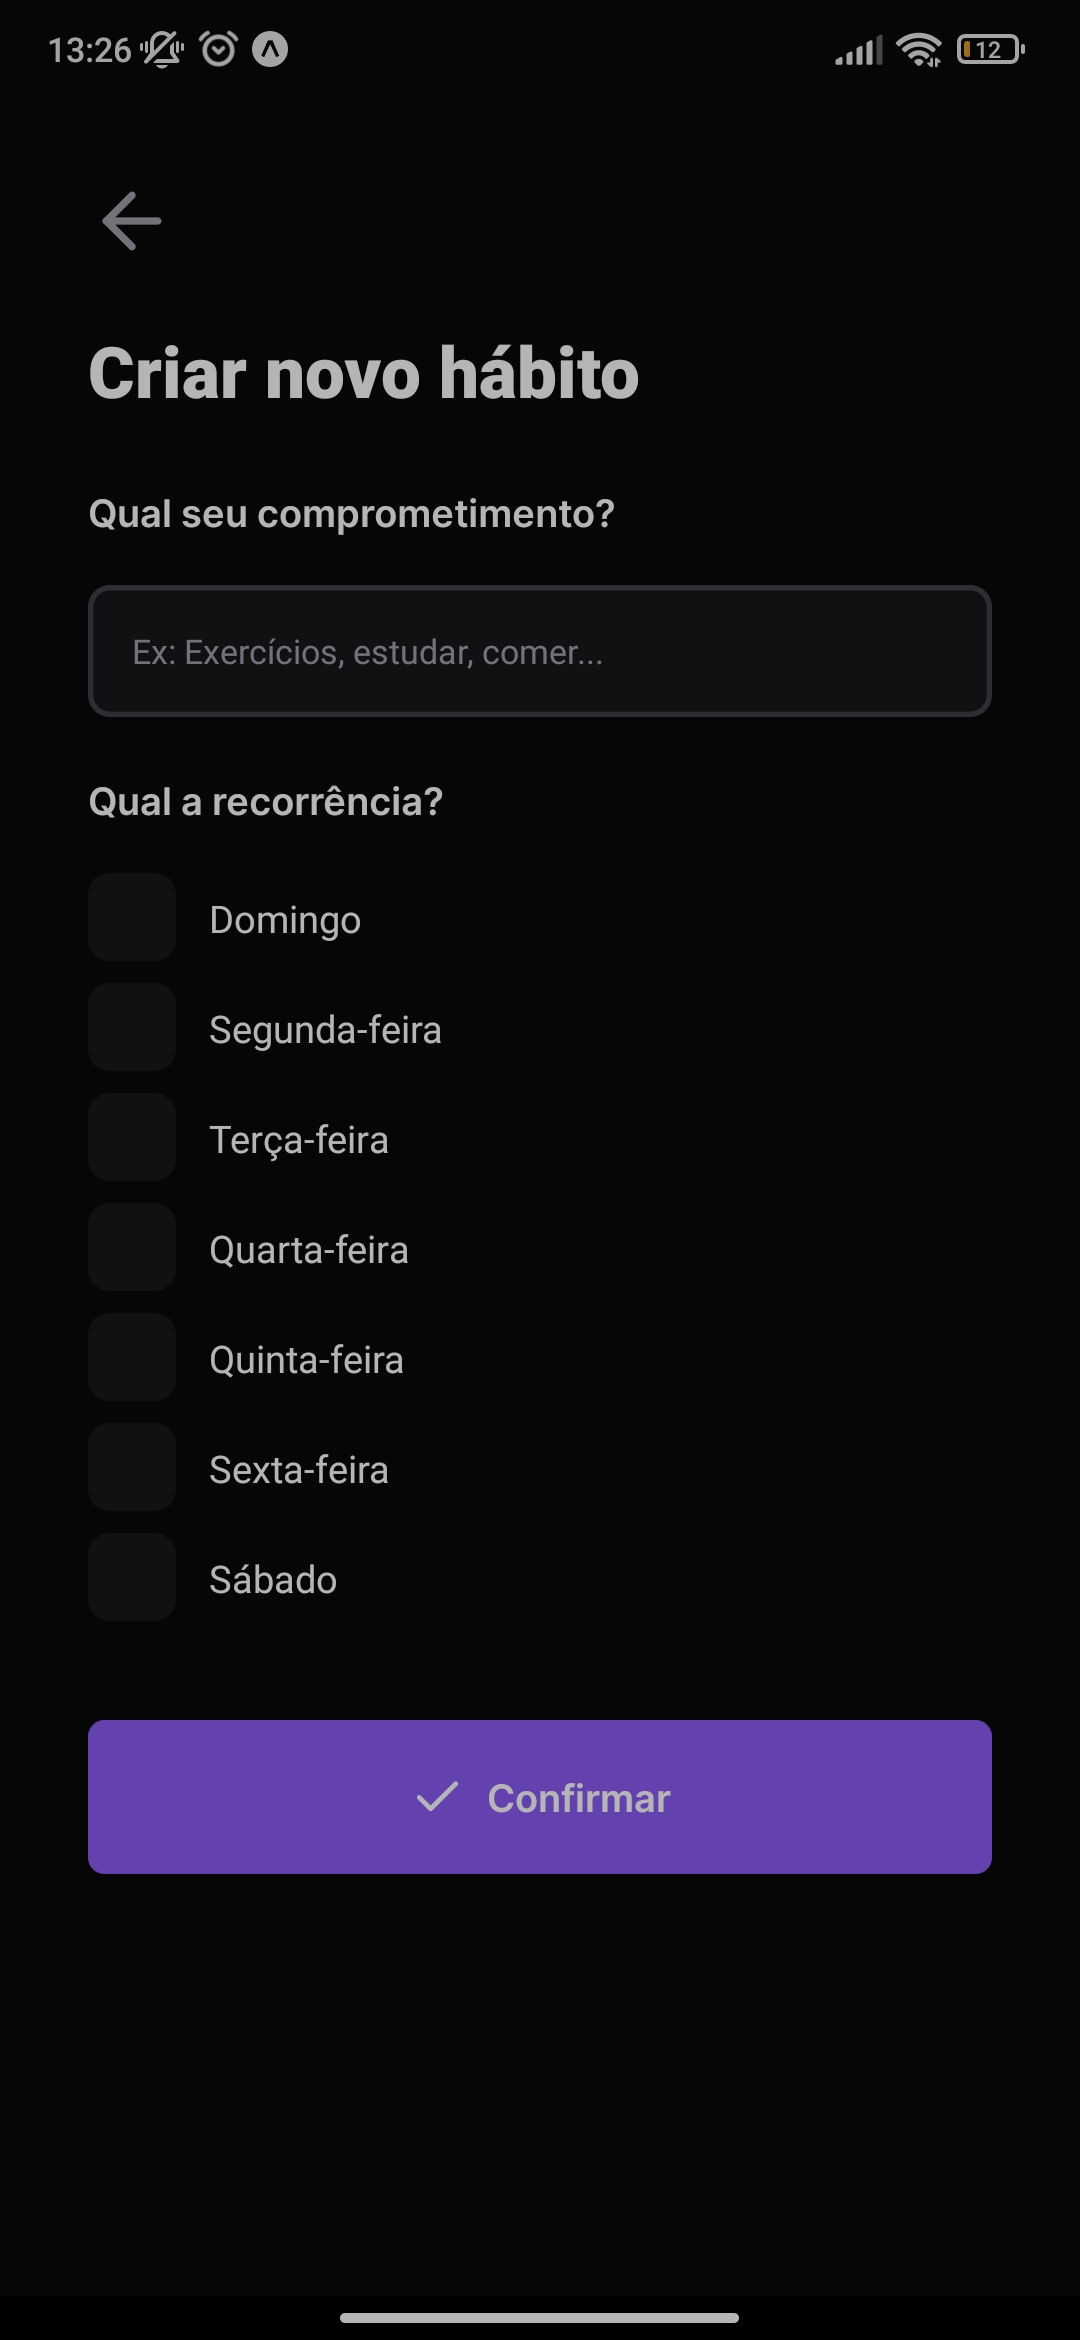 13:26
12
Criar novo hábito
Qual seu comprometimento?
Ex: Exercícios, estudar, comer...
Qual a recorrência?
Domingo
Segunda-feira
Terça-feira
Quarta-feira
Quinta-feira
Sexta-feira
Sábado
Confirmar